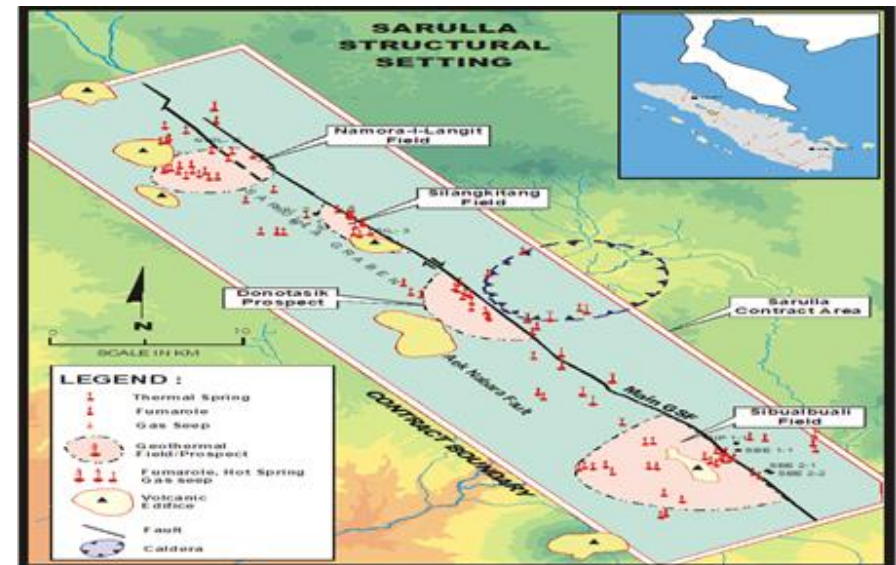 SARULLA
STRUCTURAL
SETTING
Namora-I-Langit
Field
Silangkitang
Field
GRABEN
Donotasik
Prospect
Sarulla
Contract Area
N
0 10
SCALE IN KM
Aek Nabara Fault
Main GSF
Sibualbuali
Field
SBE 1-1
SBE 2-1
SBE 2-2
CONTRACT BOUNDARY
LEGEND :
Thermal Spring
Fumarole
Gas Seep
Geothermal
Field/Prospect
Fumarole, Hot Spring
Gas seep
Volcanic
Edifice
Fault
Caldera